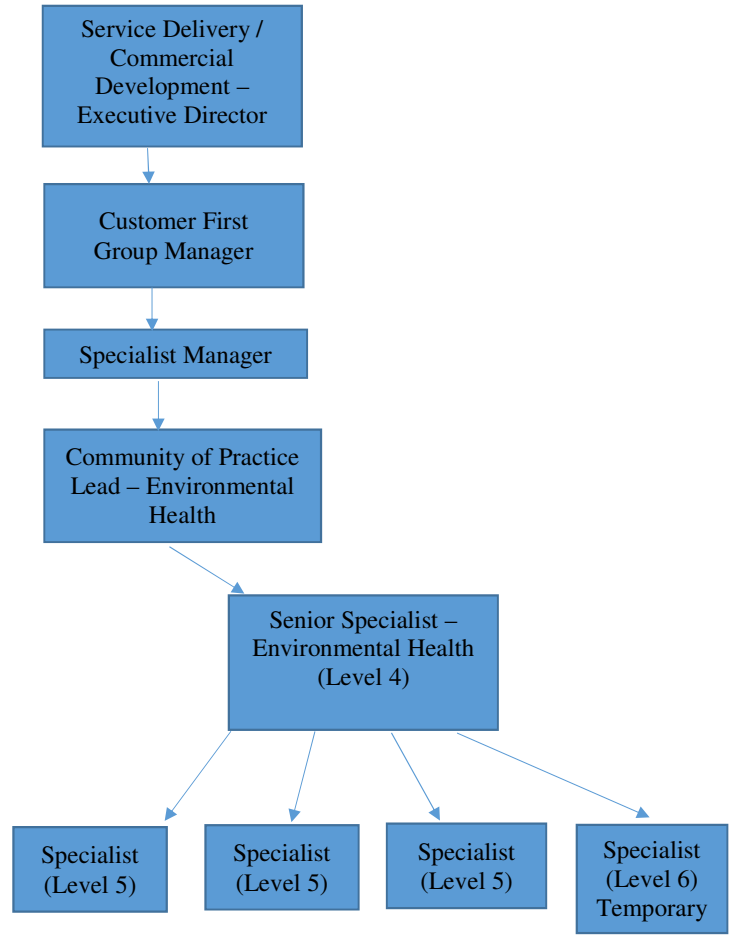 Service Delivery /
Commercial
Development –
Executive Director
Customer First
Group Manager
Specialist Manager
Community of Practice
Lead – Environmental
Health
Senior Specialist –
Environmental Health
(Level 4)
Specialist
(Level 5)
Specialist
(Level 5)
Specialist
(Level 5)
Specialist
(Level 6)
Temporary